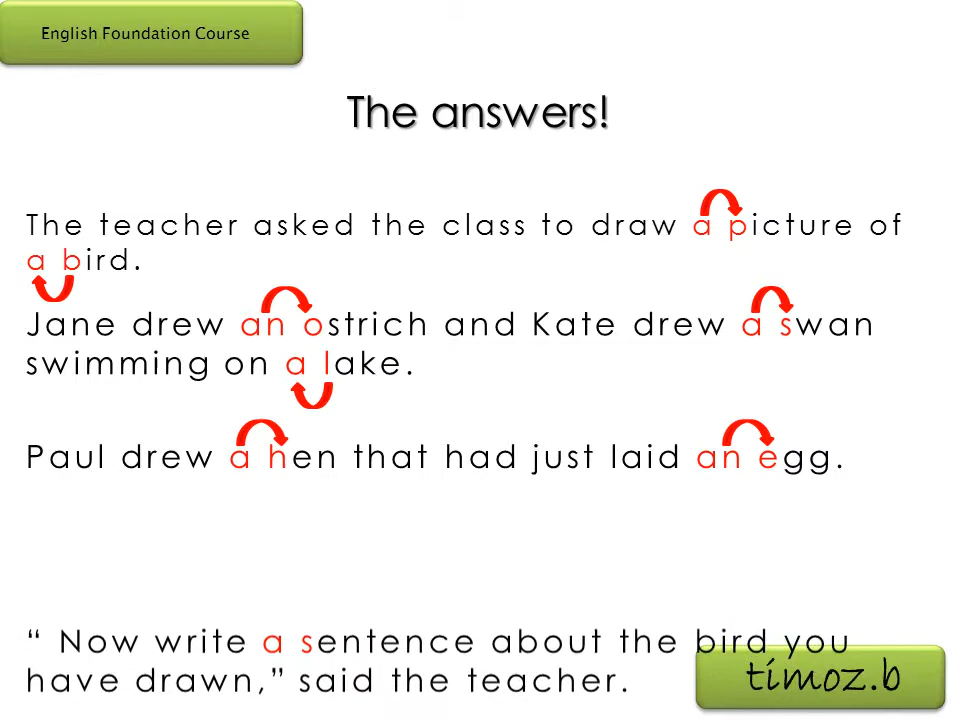 English Foundation Course
The answers!
The teacher asked the class to draw a picture of
a bird.
Jane drew an ostrich and Kate drew a swan
swimming on a lake.
Paul drew a hen that had just laid an egg.
“ Now write a sentence about the bird you
have drawn,” said the teacher.
timoz.b